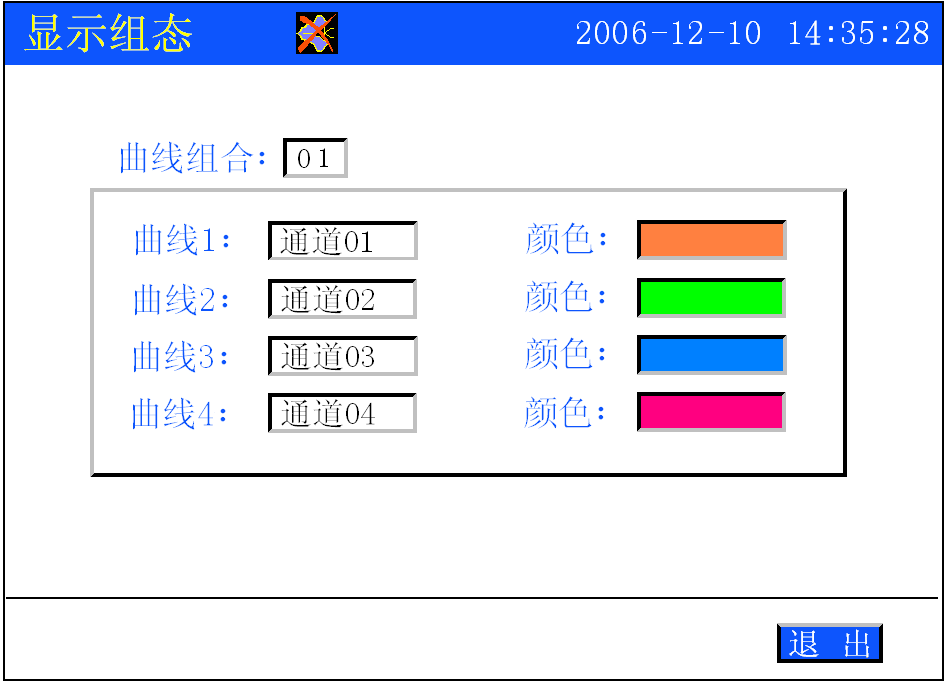 显示组态 2006-12-10 14:35:28
曲线组合: 01
曲线1: 通道01 颜色:
曲线2: 通道02 颜色:
曲线3: 通道03 颜色:
曲线4: 通道04 颜色:
退 出